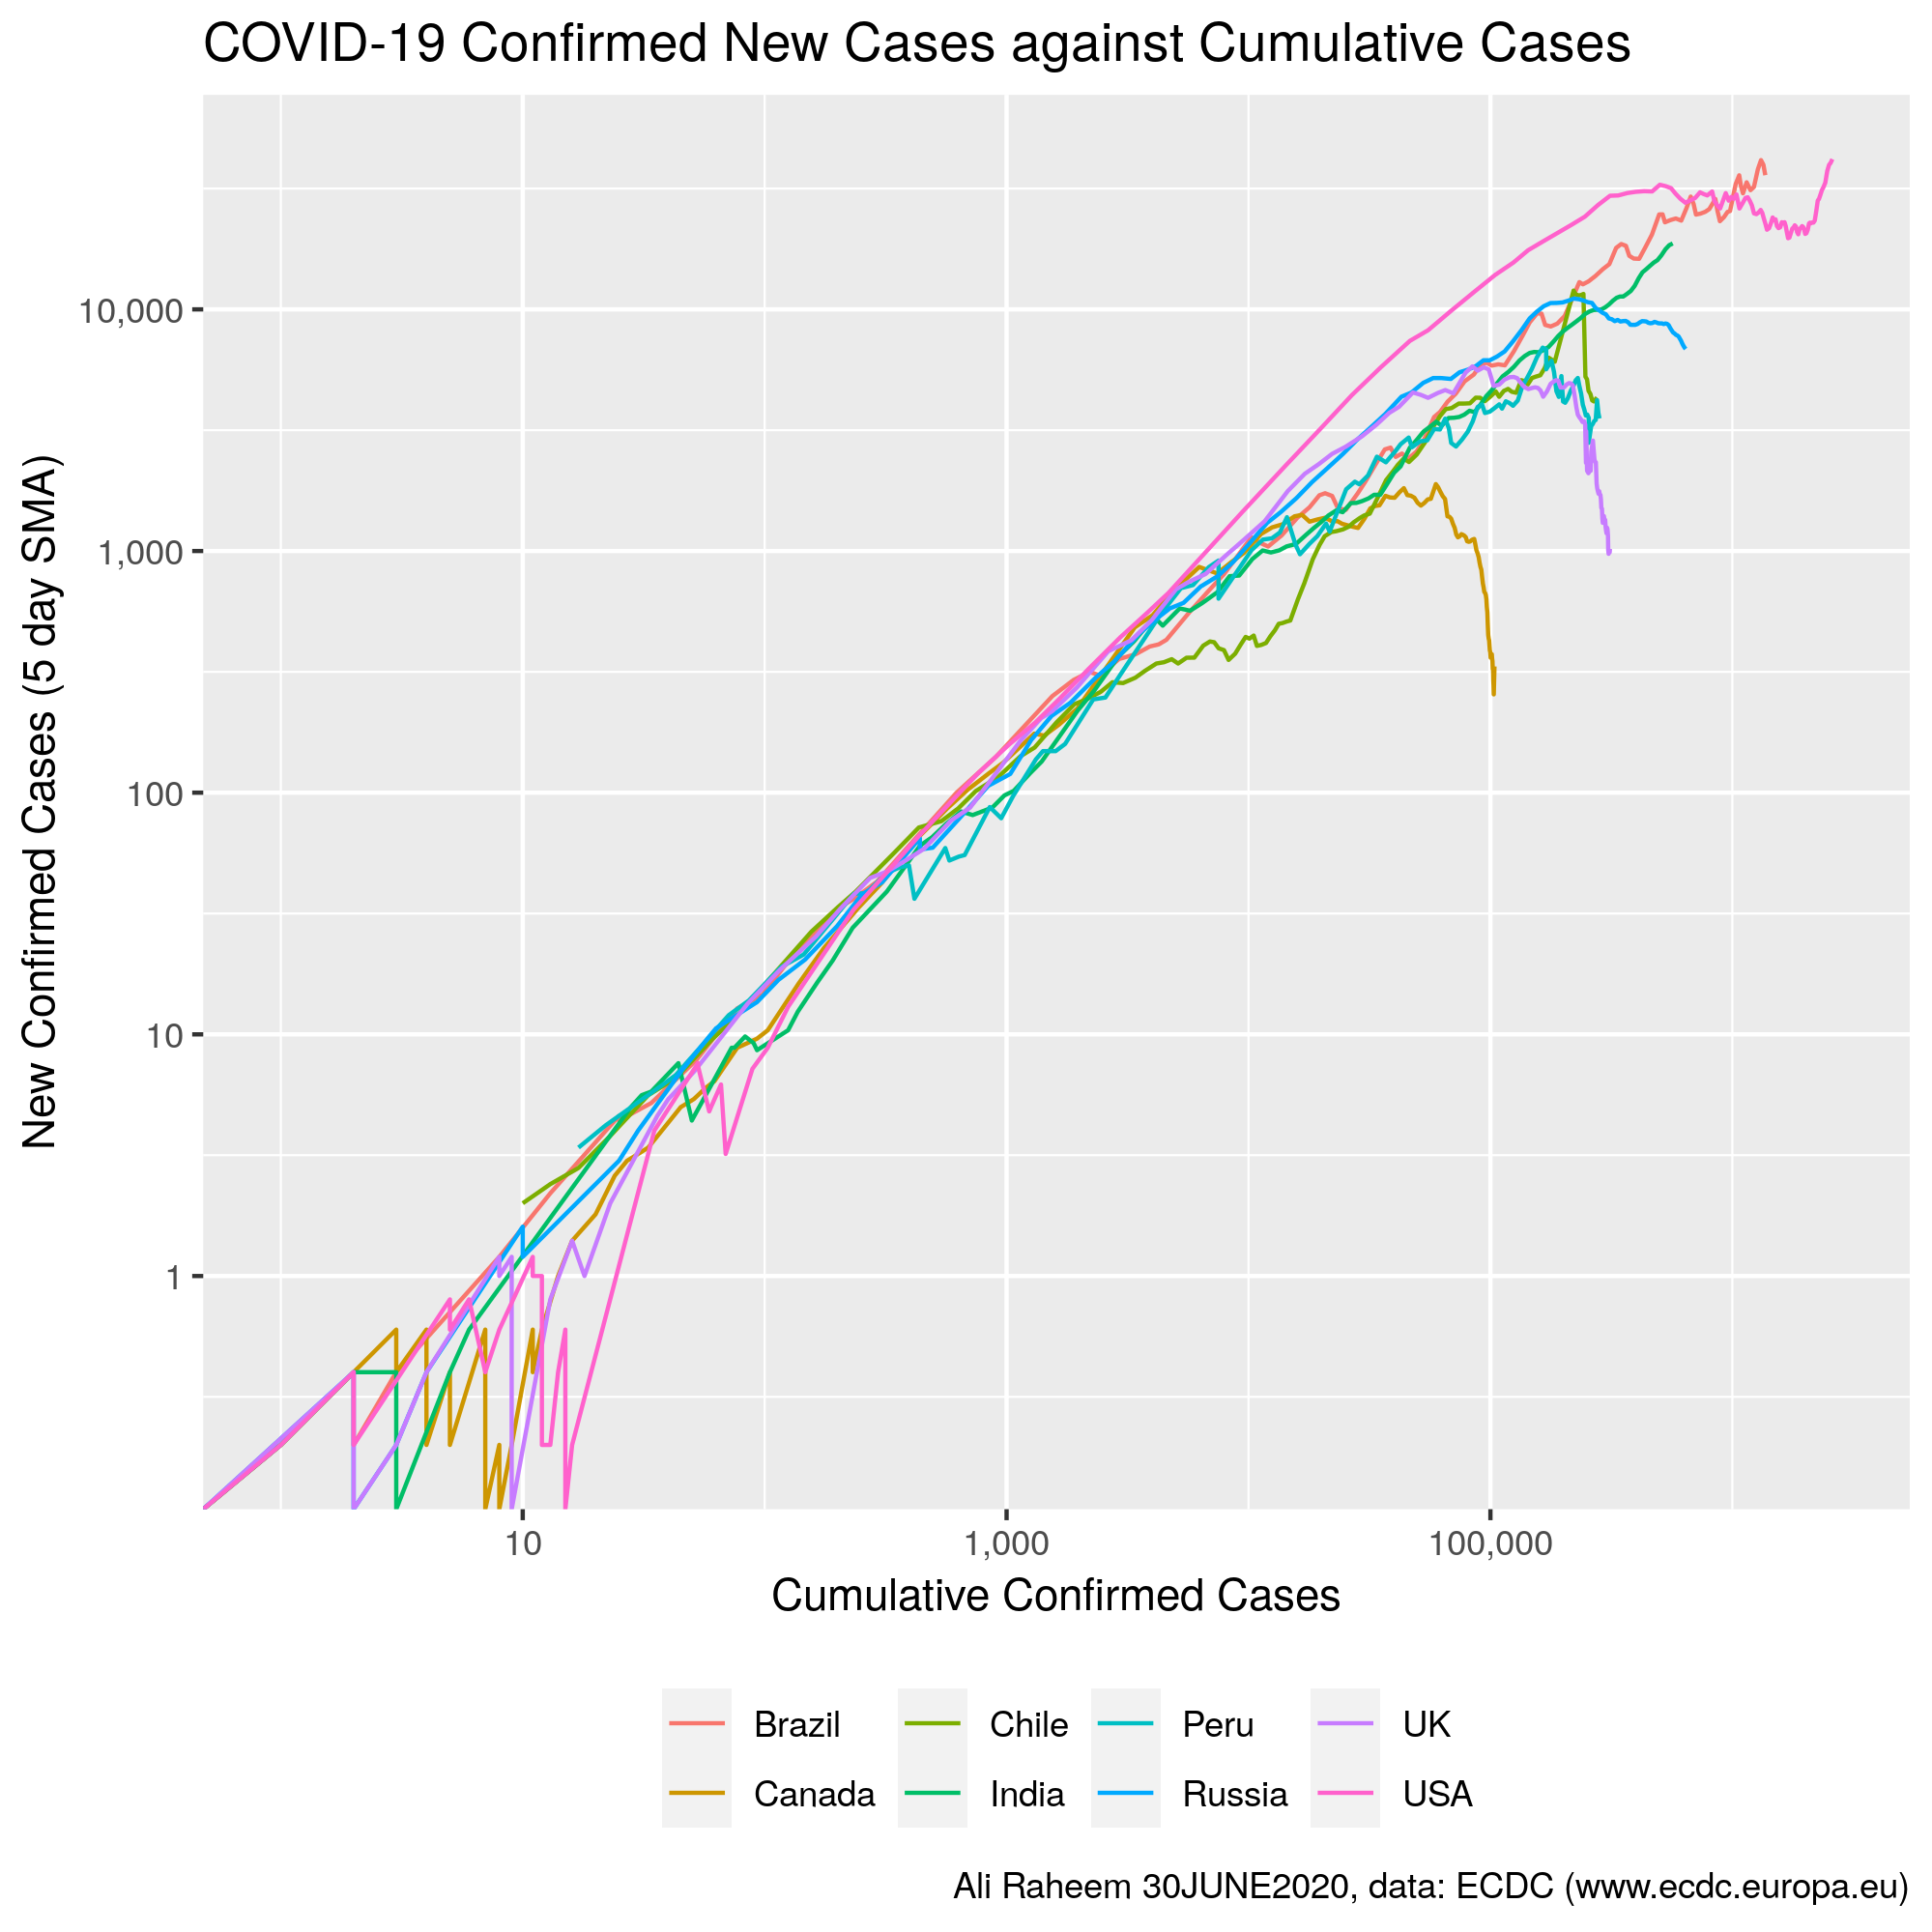 COVID-19 Confirmed New Cases against Cumulative Cases
New Confirmed Cases (5 day SMA)
10,000
1,000
100
10
1
10 1,000 100,000
Cumulative Confirmed Cases
Brazil Chile Peru UK
Canada India Russia USA
Ali Raheem 30JUNE2020, data: ECDC (www.ecdc.europa.eu)